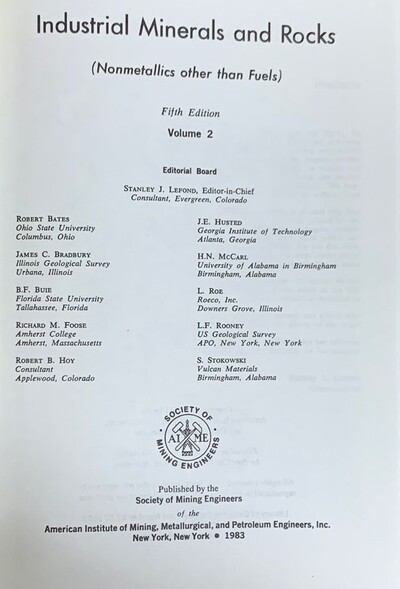 Industrial Minerals and Rocks
(Nonmetallics other than Fuels)
Fifth Edition
Volume 2
Editorial Board
STANLEY J. LEFOND, Editor-in-Chief
Consultant, Evergreen, Colorado
ROBERT BATES
Ohio State University
Columbus, Ohio
JAMES C. BRADBURY
Illinois Geological Survey
Urbana, Illinois
B.F. BUIE
Florida State University
Tallahassee, Florida
RICHARD M. FOOSE
Amherst College
Amherst, Massachusetts
ROBERT B. HOY
Consultant
Applewood, Colorado
J.E. HUSTED
Georgia Institute of Technology
Atlanta, Georgia
H.N. MCCARL
University of Alabama in Birmingham
Birmingham, Alabama
L. ROE
Roeco, Inc.
Downers Grove, Illinois
L.F. ROONEY
US Geological Survey
APO, New York, New York
S. STOKOWSKI
Vulcan Materials
Birmingham, Alabama
SOCIETY OF
MINING ENGINEERS
AIME
Published by the
Society of Mining Engineers
of the
American Institute of Mining, Metallurgical, and Petroleum Engineers, Inc.
New York, New York • 1983